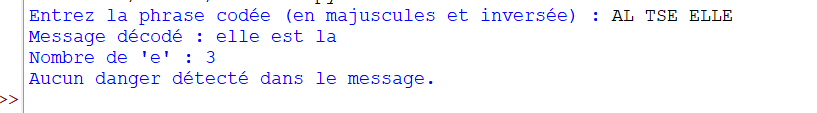 Entrez la phrase codée (en majuscules et inversée) : AL TSE ELLE
Message décodé : elle est la
Nombre de 'e' : 3
Aucun danger détecté dans le message.
>>